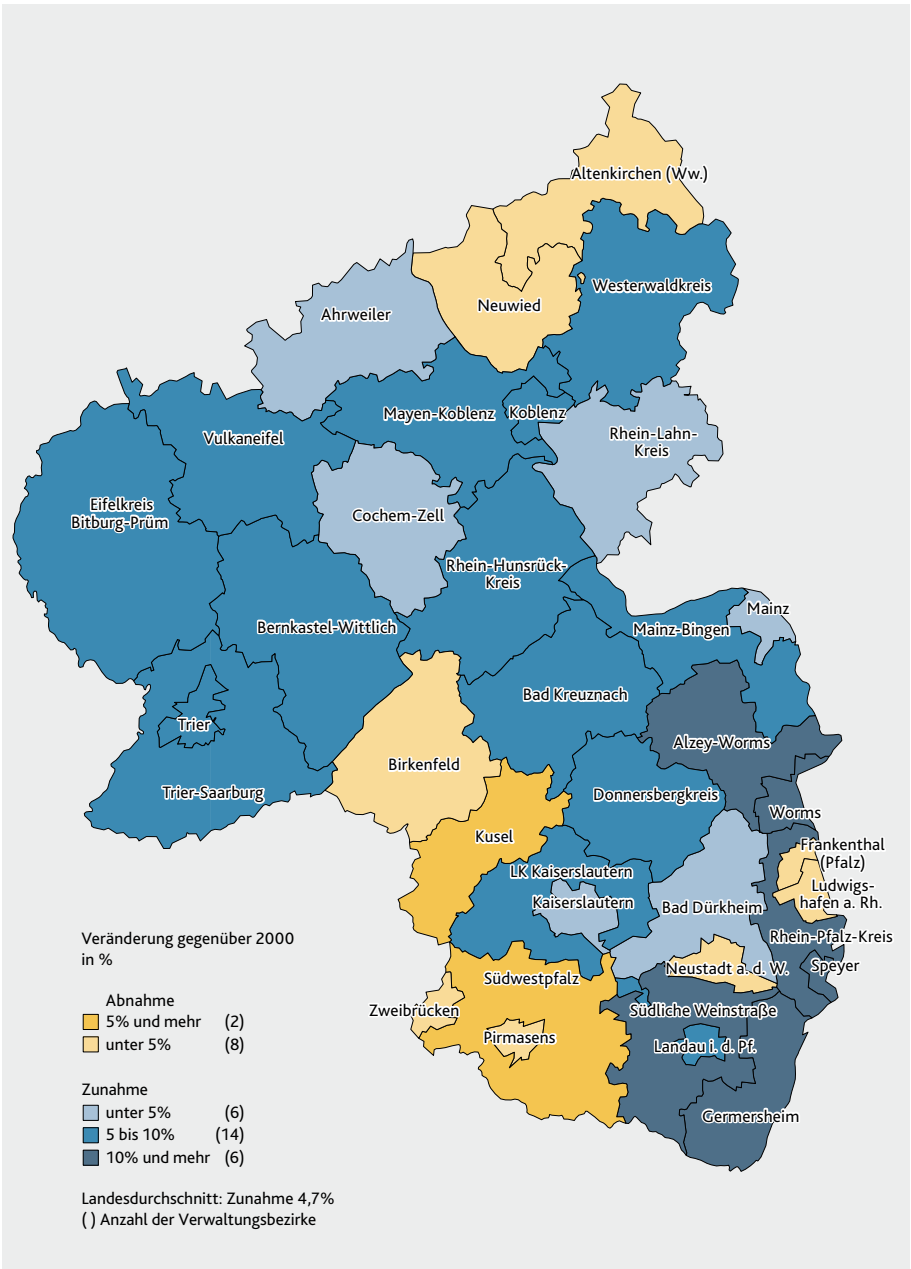 Altenkirchen (Ww.)
Westerwaldkreis
Neuwied
Ahrweiler
Mayen-Koblenz
Koblenz
Rhein-Lahn-
Kreis
Vulkaneifel
Eifelkreis
Bitburg-Prüm
Cochem-Zell
Rhein-Hunsrück-
Kreis
Mainz
Mainz-Bingen
Bernkastel-Wittlich
Bad Kreuznach
Trier
Alzey-Worms
Birkenfeld
Trier-Saarburg
Donnersbergkreis
Worms
Kusel
Frankenthal
(Pfalz)
LK Kaiserslautern
Ludwigs-
hafen a. Rh.
Kaiserslautern
Bad Dürkheim
Rhein-Pfalz-Kreis
Neustadt a. d. W.
Speyer
Südwestpfalz
Zweibrücken
Südliche Weinstraße
Pirmasens
Landau i. d. Pf.
Germersheim
Veränderung gegenüber 2000
in %
Abnahme
5% und mehr (2)
unter 5% (8)
Zunahme
unter 5% (6)
5 bis 10% (14)
10% und mehr (6)
Landesdurchschnitt: Zunahme 4,7%
( ) Anzahl der Verwaltungsbezirke